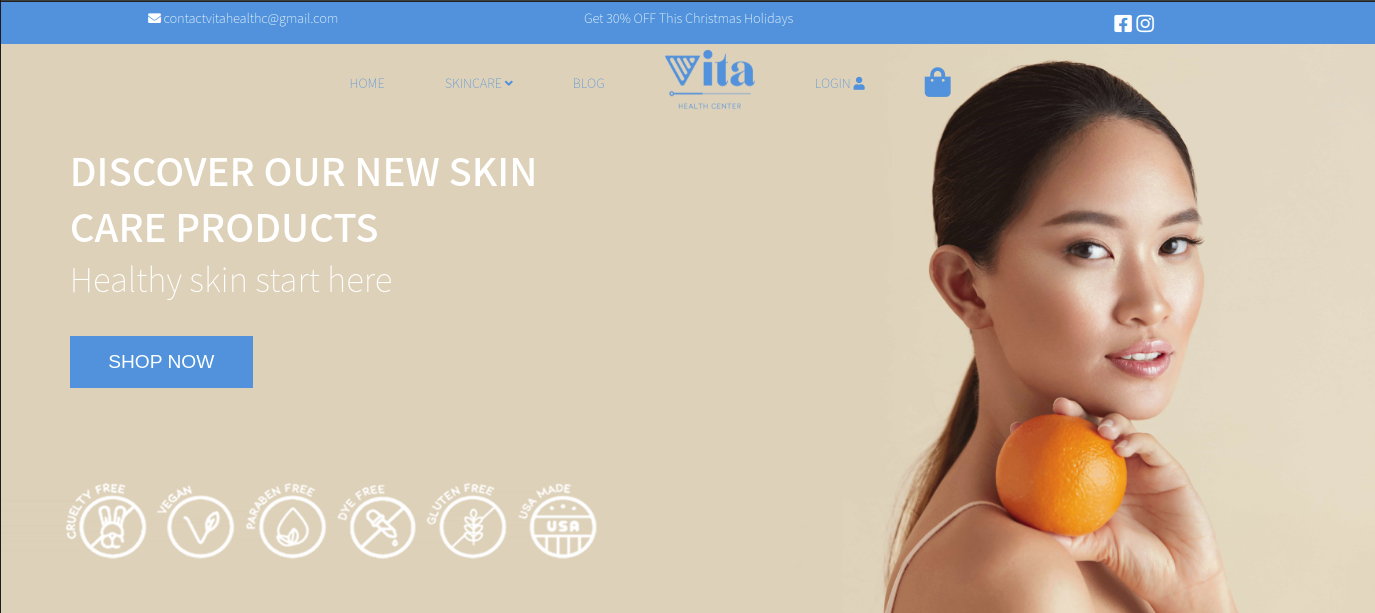 contactvitahealthc@gmail.com
Get 30% OFF This Christmas Holidays
HOME
SKINCARE
BLOG
Vita
HEALTH CENTER
LOGIN
DISCOVER OUR NEW SKIN
CARE PRODUCTS
Healthy skin start here
SHOP NOW
CRUELTY FREE
VEGAN
PARABEN FREE
DYE FREE
GLUTEN FREE
USA MADE
USA